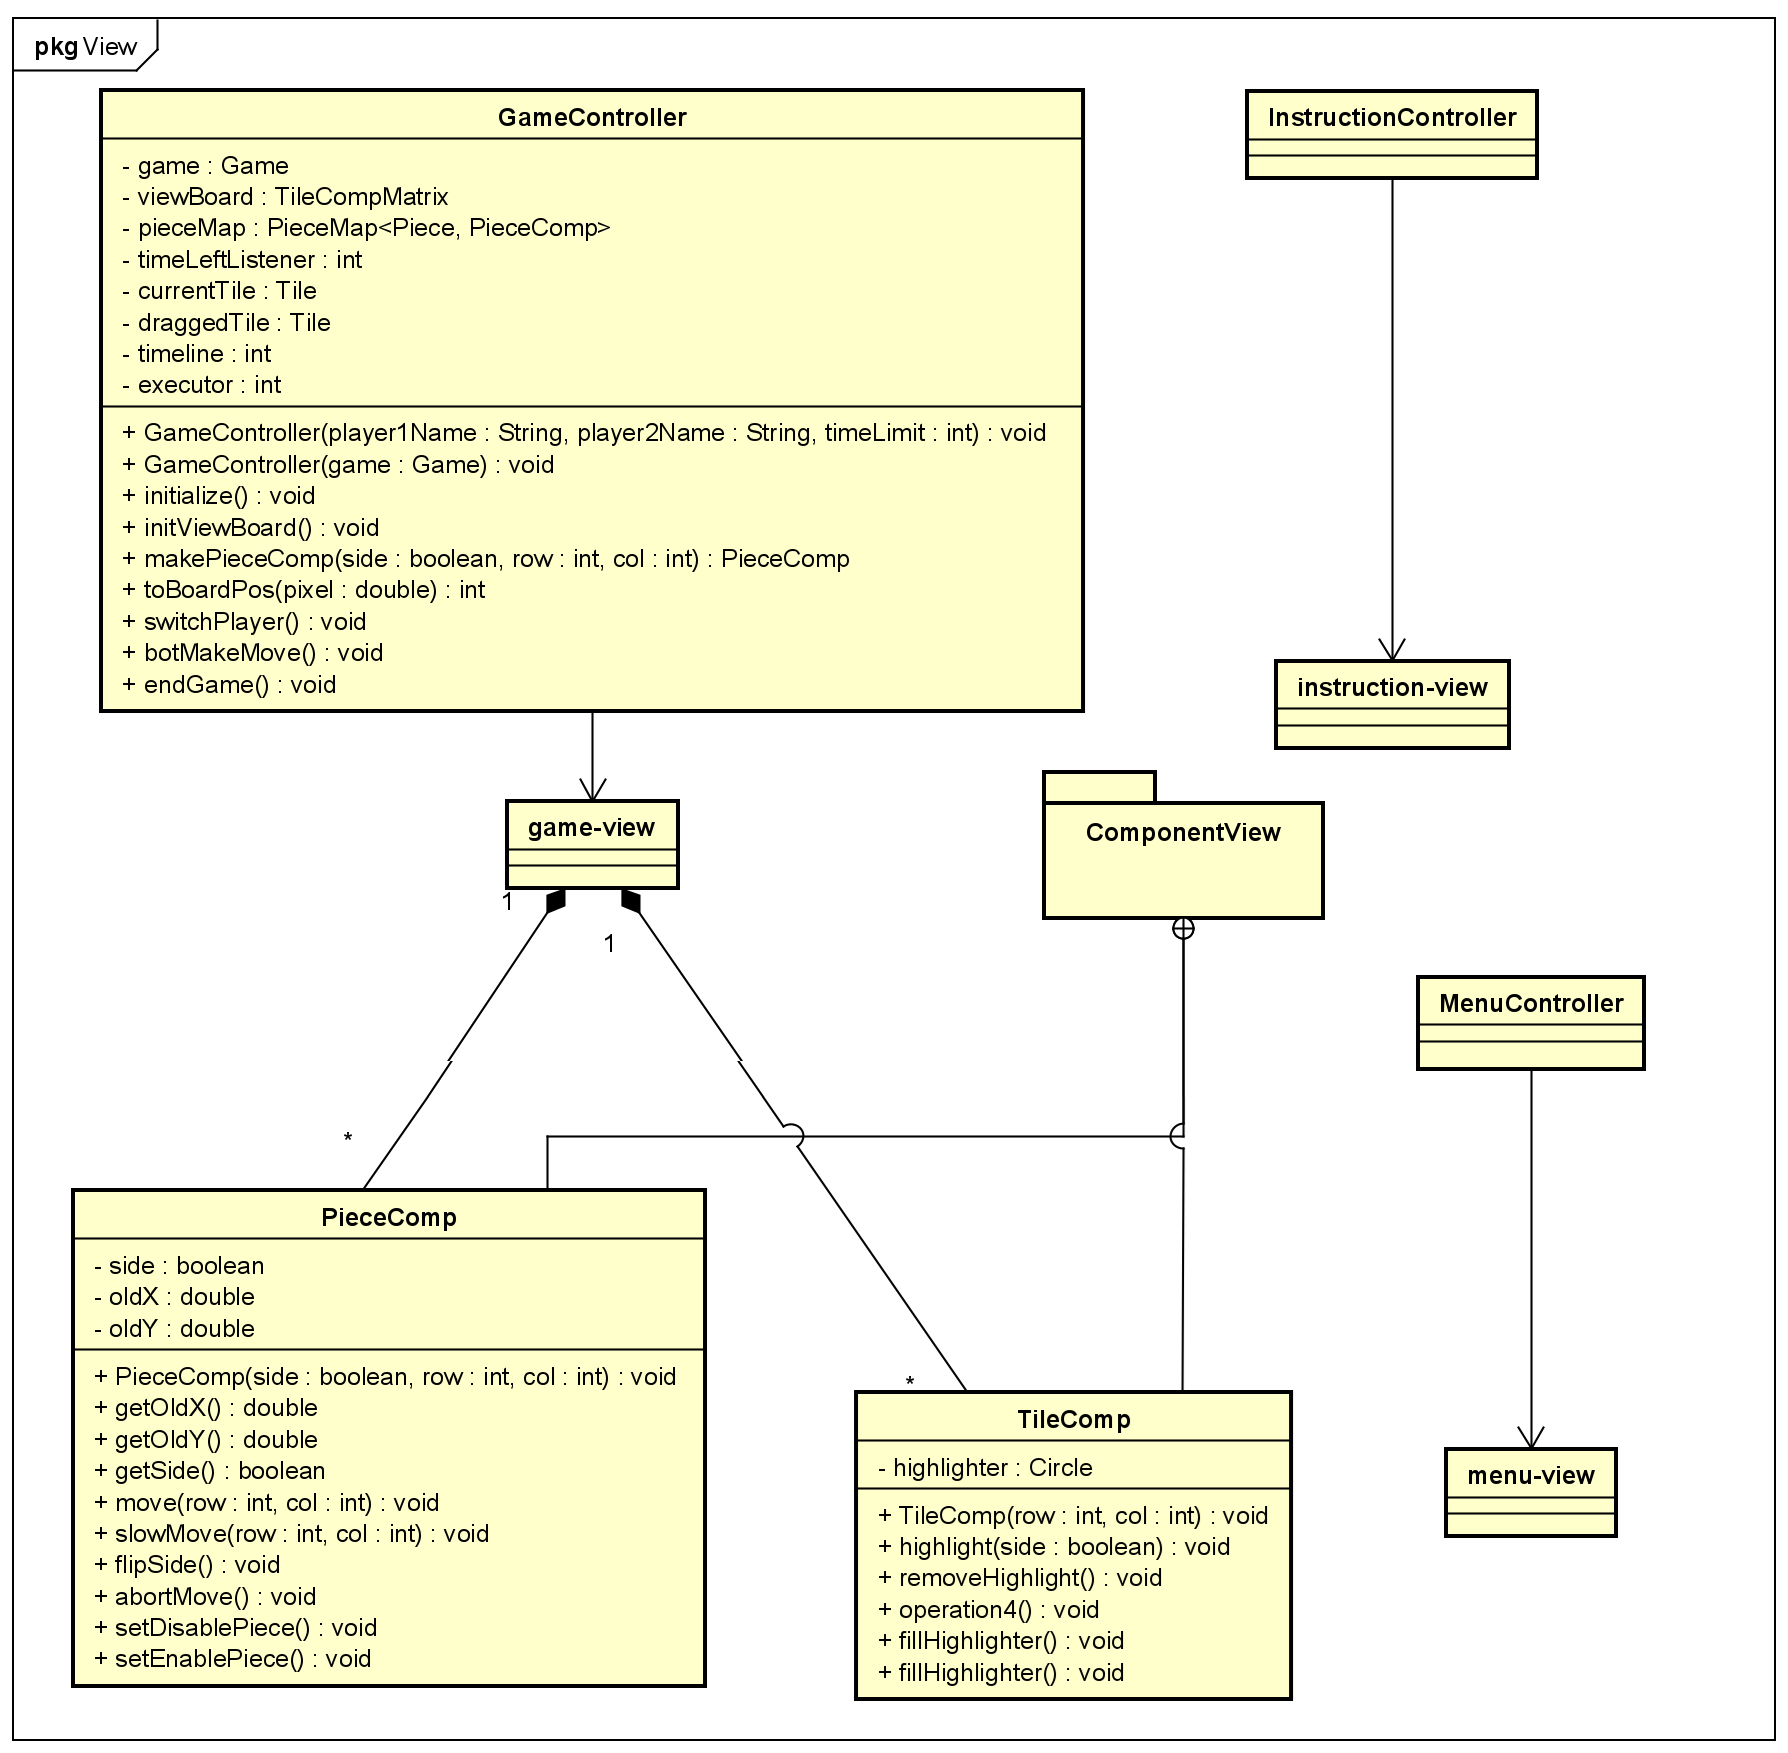 pkg View
GameController
- game : Game
- viewBoard : TileCompMatrix
- pieceMap : PieceMap<Piece, PieceComp>
- timeLeftListener : int
- currentTile : Tile
- draggedTile : Tile
- timeline : int
- executor : int
+ GameController(player1Name : String, player2Name : String, timeLimit : int) : void
+ GameController(game : Game) : void
+ initialize() : void
+ initViewBoard() : void
+ makePieceComp(side : boolean, row : int, col : int) : PieceComp
+ toBoardPos(pixel : double) : int
+ switchPlayer() : void
+ botMakeMove() : void
+ endGame() : void
InstructionController
instruction-view
game-view
1
1
*
*
ComponentView
MenuController
menu-view
PieceComp
- side : boolean
- oldX : double
- oldY : double
+ PieceComp(side : boolean, row : int, col : int) : void
+ getOldX() : double
+ getOldY() : double
+ getSide() : boolean
+ move(row : int, col : int) : void
+ slowMove(row : int, col : int) : void
+ flipSide() : void
+ abortMove() : void
+ setDisablePiece() : void
+ setEnablePiece() : void
TileComp
- highlighter : Circle
+ TileComp(row : int, col : int) : void
+ highlight(side : boolean) : void
+ removeHighlight() : void
+ operation4() : void
+ fillHighlighter() : void
+ fillHighlighter() : void